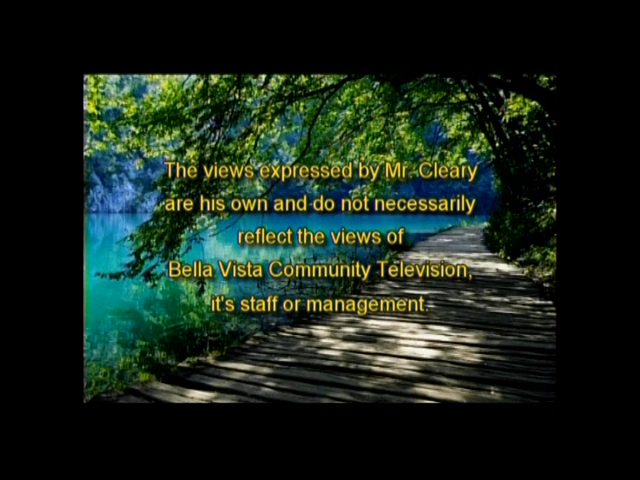 The views expressed by Mr. Cleary
are his own and do not necessarily
reflect the views of
Bella Vista Community Television,
it's staff or management.